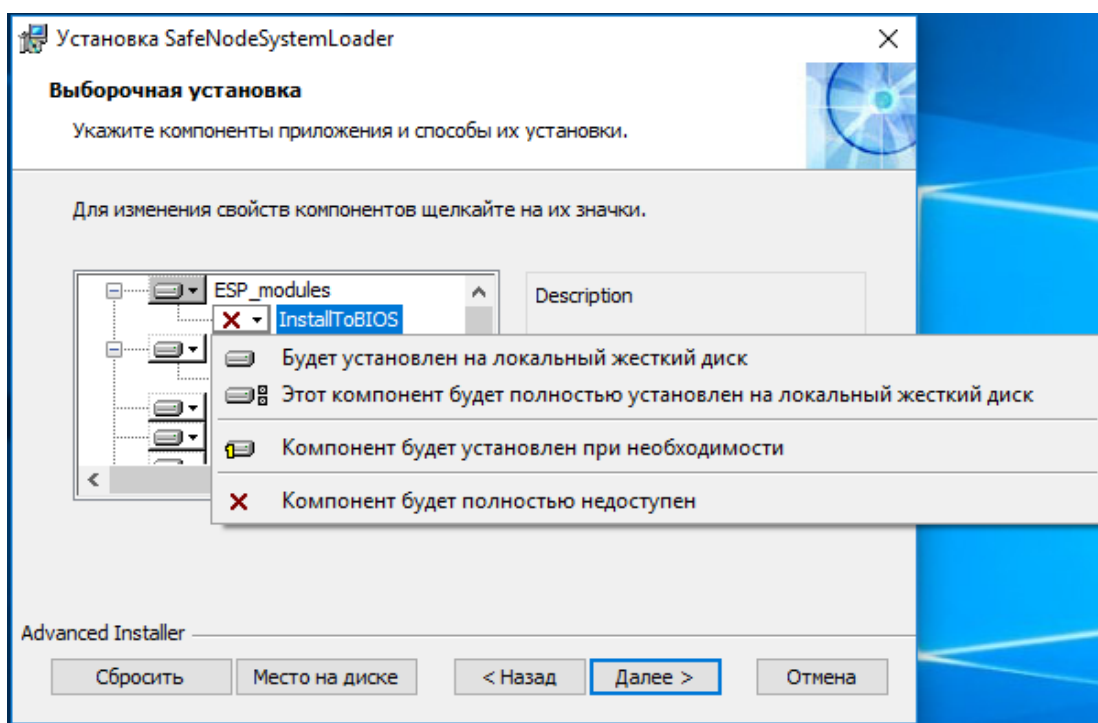 Установка SafeNodeSystemLoader
Выборочная установка
Укажите компоненты приложения и способы их установки.
Для изменения свойств компонентов щелкайте на их значки.
ESP_modules
InstallToBIOS
Description
Будет установлен на локальный жесткий диск
Этот компонент будет полностью установлен на локальный жесткий диск
Компонент будет установлен при необходимости
Компонент будет полностью недоступен
Advanced Installer
Сбросить
Место на диске
< Назад
Далее >
Отмена